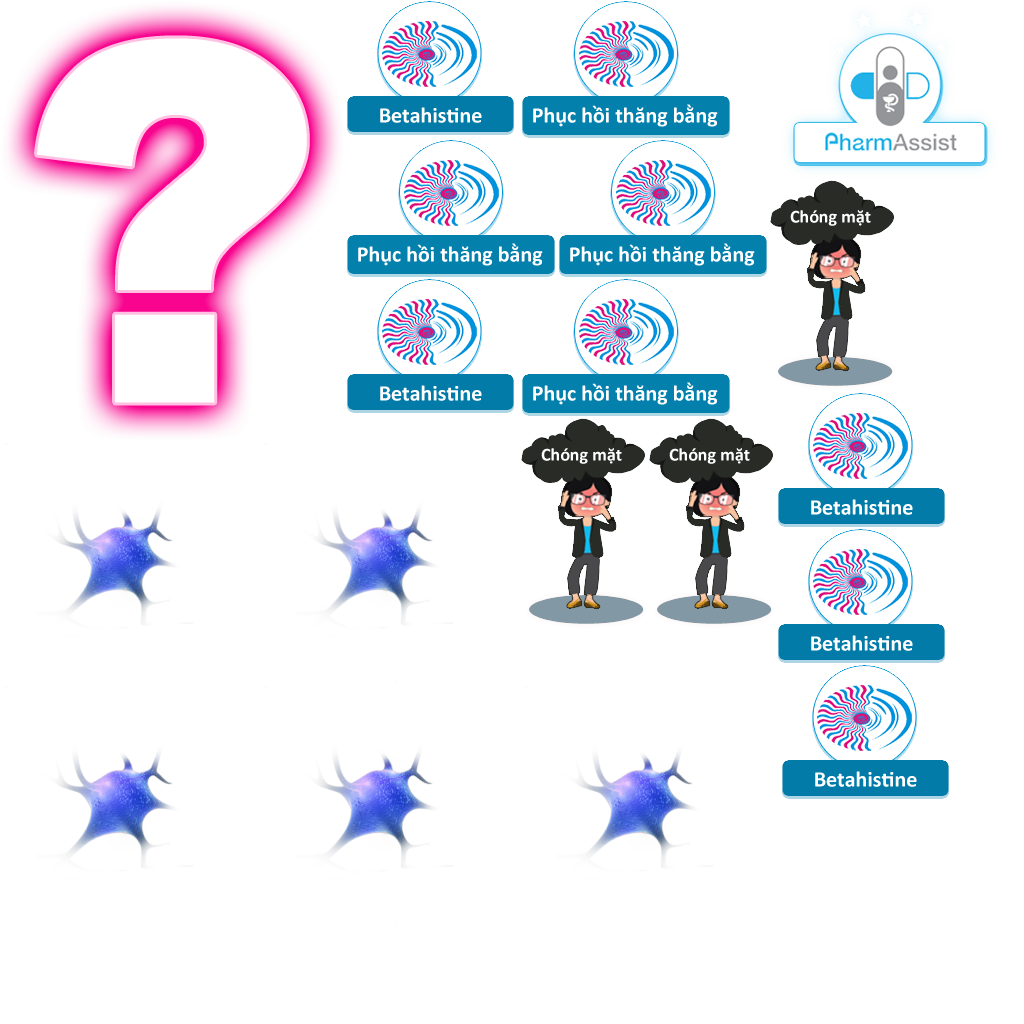 Betahistine
Phục hồi thăng bằng
PharmAssist
Phục hồi thăng bằng
Phục hồi thăng bằng
Chóng mặt
Betahistine
Phục hồi thăng bằng
Chóng mặt
Chóng mặt
Betahistine
Betahistine
Betahistine